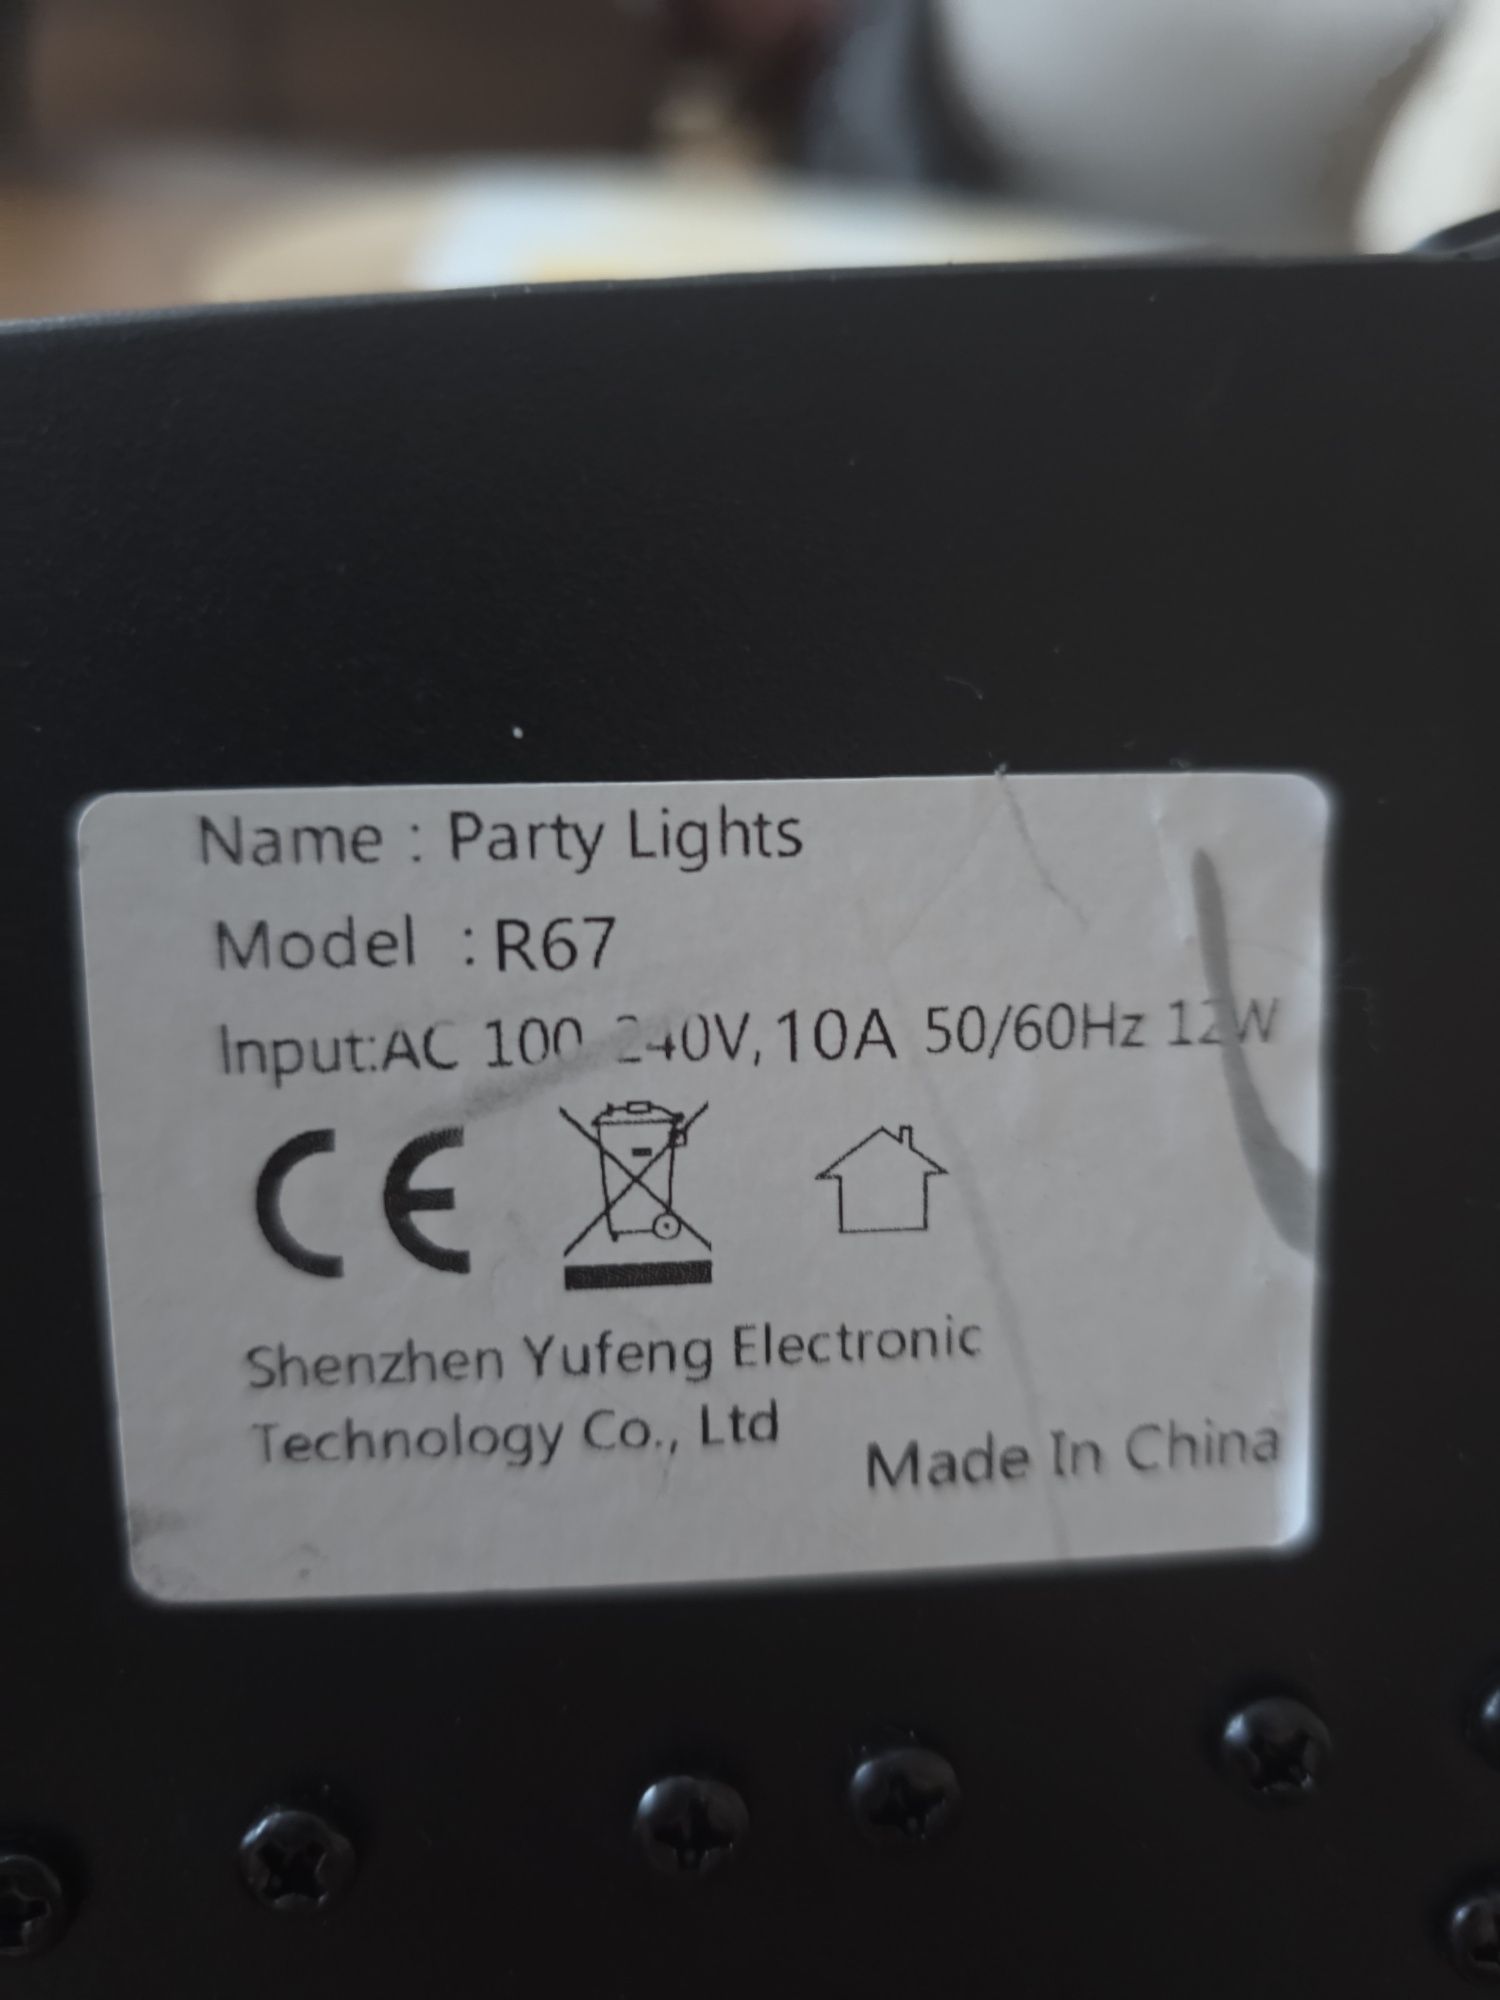 Name : Party Lights
Model : R67
Input:AC 100 240V,10A 50/60Hz 12W
CE
Shenzhen Yufeng Electronic
Technology Co., Ltd
Made In China